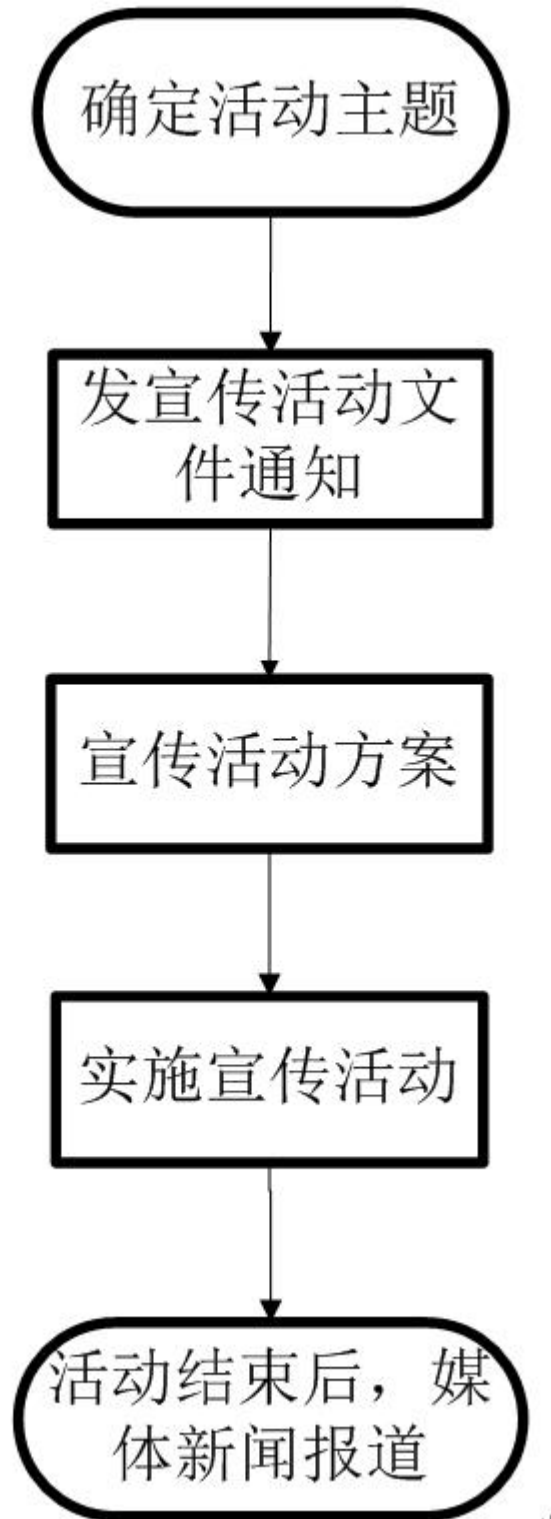 确定活动主题
发宣传活动文
件通知
宣传活动方案
实施宣传活动
活动结束后，媒
体新闻报道